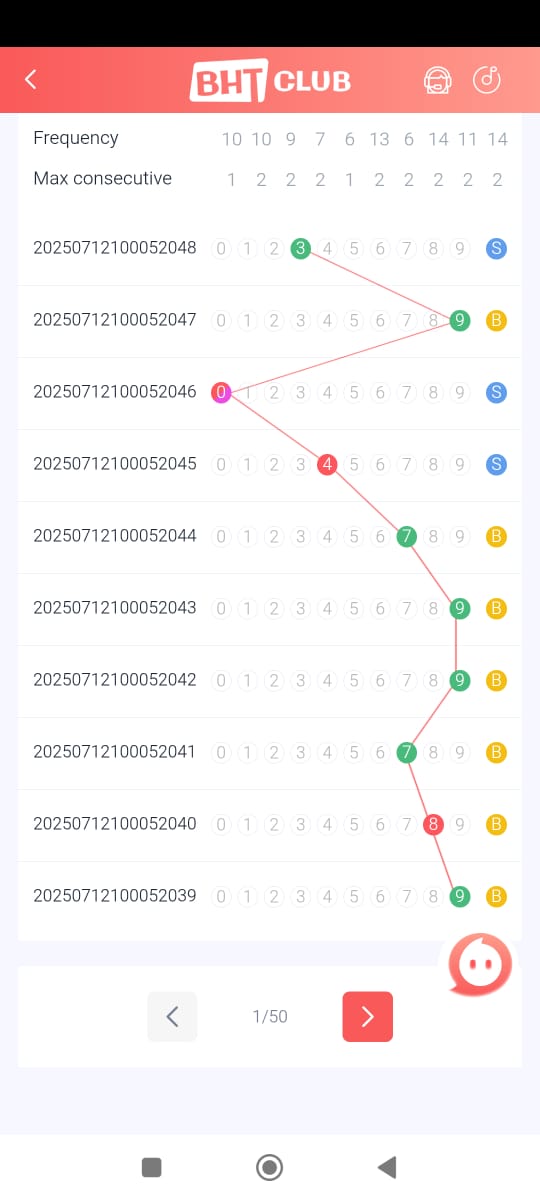 BHT CLUB
Frequency 10 10 9 7 6 13 6 14 11 14
Max consecutive 1 2 2 2 1 2 2 2 2 2
20250712100052048 0 1 2 3 4 5 6 7 8 9 S
20250712100052047 0 1 2 3 4 5 6 7 8 9 B
20250712100052046 0 1 2 3 4 5 6 7 8 9 S
20250712100052045 0 1 2 3 4 5 6 7 8 9 S
20250712100052044 0 1 2 3 4 5 6 7 8 9 B
20250712100052043 0 1 2 3 4 5 6 7 8 9 B
20250712100052042 0 1 2 3 4 5 6 7 8 9 B
20250712100052041 0 1 2 3 4 5 6 7 8 9 B
20250712100052040 0 1 2 3 4 5 6 7 8 9 B
20250712100052039 0 1 2 3 4 5 6 7 8 9 B
1/50